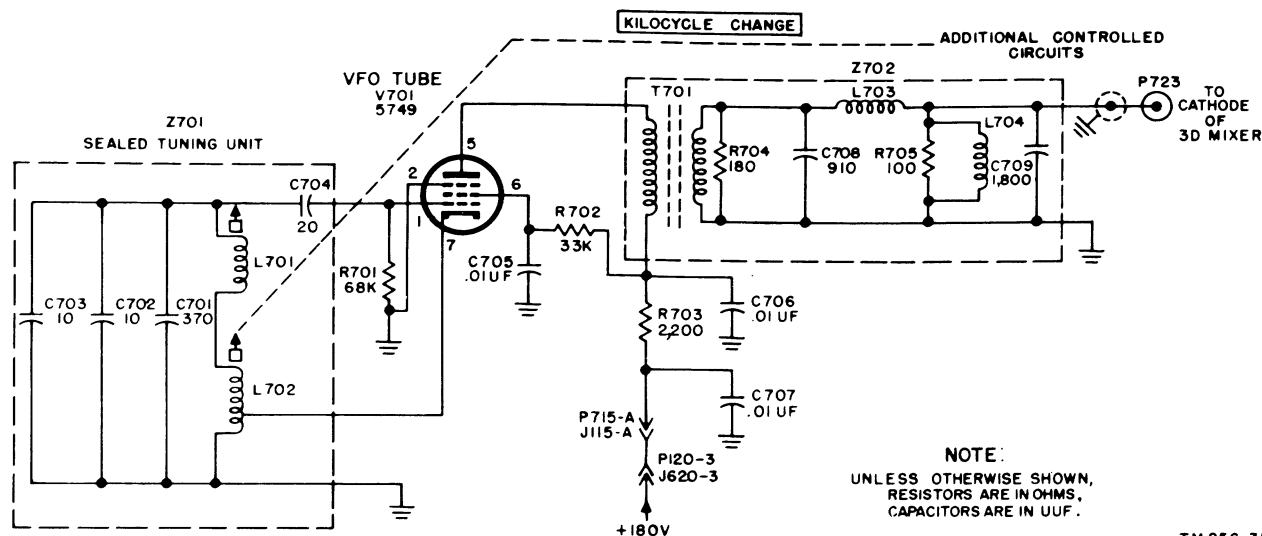 KILOCYCLE CHANGE
ADDITIONAL CONTROLLED
CIRCUITS
VFO TUBE
V701
5749
Z702
P723
TO
CATHODE
OF
3D MIXER
Z701
SEALED TUNING UNIT
T701
L703
L704
5
2
6
1
7
C704
20
R704
180
C708
910
R705
100
C709
1,800
R702
33K
L701
R701
68K
C705
.01UF
C703
10
C702
10
C701
370
C706
.01UF
R703
2,200
L702
C707
.01UF
P715-A
J115-A
P120-3
J620-3
+180V
NOTE:
UNLESS OTHERWISE SHOWN,
RESISTORS ARE IN OHMS,
CAPACITORS ARE IN UUF.